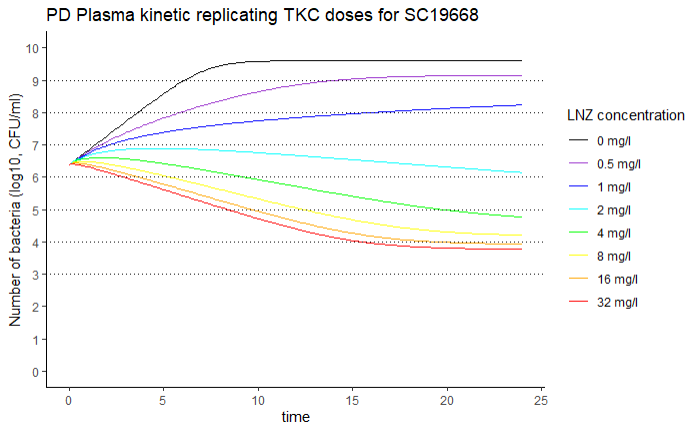 PD Plasma kinetic replicating TKC doses for SC19668
Number of bacteria (log10, CFU/ml)
10
9
8
7
6
5
4
3
2
1
0
0 5 10 15 20 25
time
LNZ concentration
0 mg/l
0.5 mg/l
1 mg/l
2 mg/l
4 mg/l
8 mg/l
16 mg/l
32 mg/l